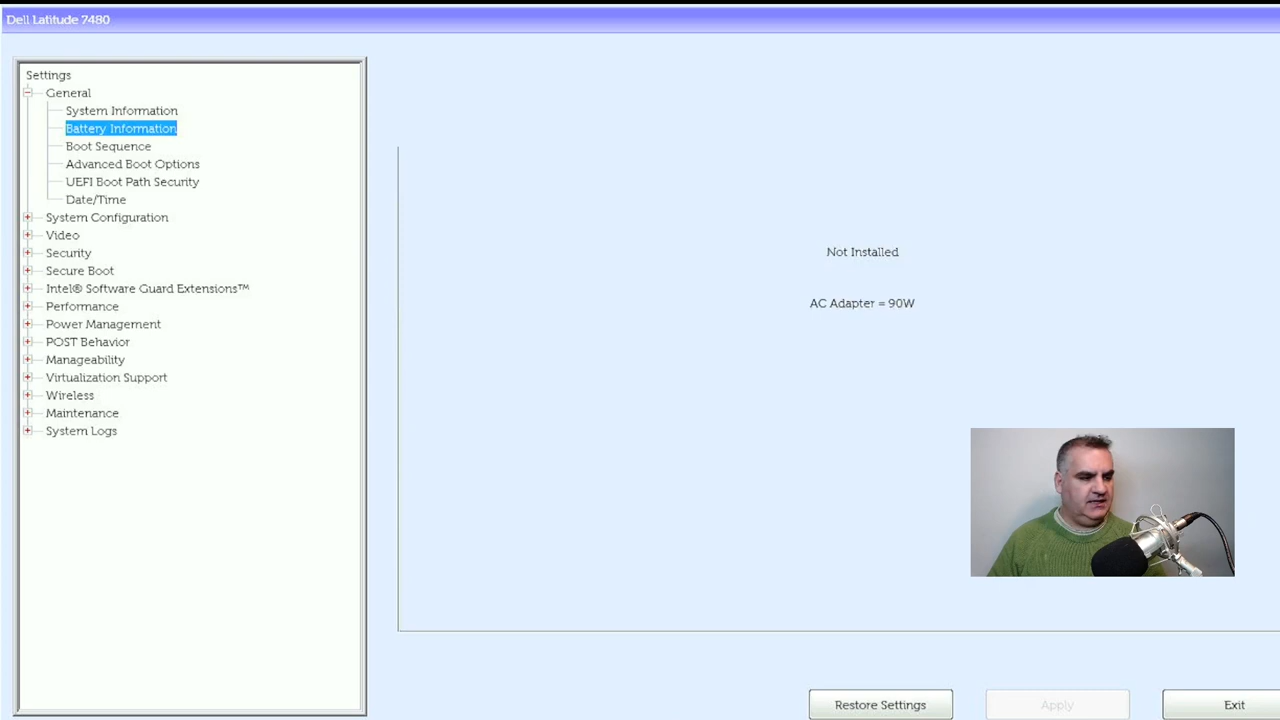 Dell Latitude 7480
Settings
General
System Information
Battery Information
Boot Sequence
Advanced Boot Options
UEFI Boot Path Security
Date/Time
System Configuration
Video
Security
Secure Boot
Intel® Software Guard Extensions™
Performance
Power Management
POST Behavior
Manageability
Virtualization Support
Wireless
Maintenance
System Logs
Not Installed
AC Adapter = 90W
Restore Settings
Apply
Exit